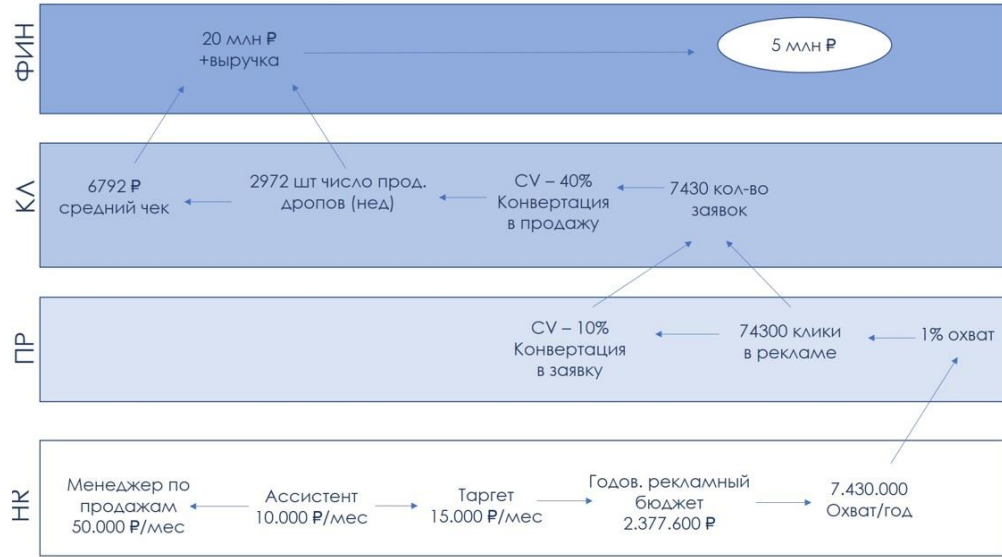 ФИН
20 млн ₽
+выручка
5 млн ₽
КЛ
6792 ₽
средний чек
2972 шт число прод.
дропов (нед)
CV – 40%
Конвертация
в продажу
7430 кол-во
заявок
ПР
CV – 10%
Конвертация
в заявку
74300 клики
в рекламе
1% охват
HR
Менеджер по
продажам
50.000 ₽/мес
Ассистент
10.000 ₽/мес
Таргет
15.000 ₽/мес
Годов. рекламный
бюджет
2.377.600 ₽
7.430.000
Охват/год